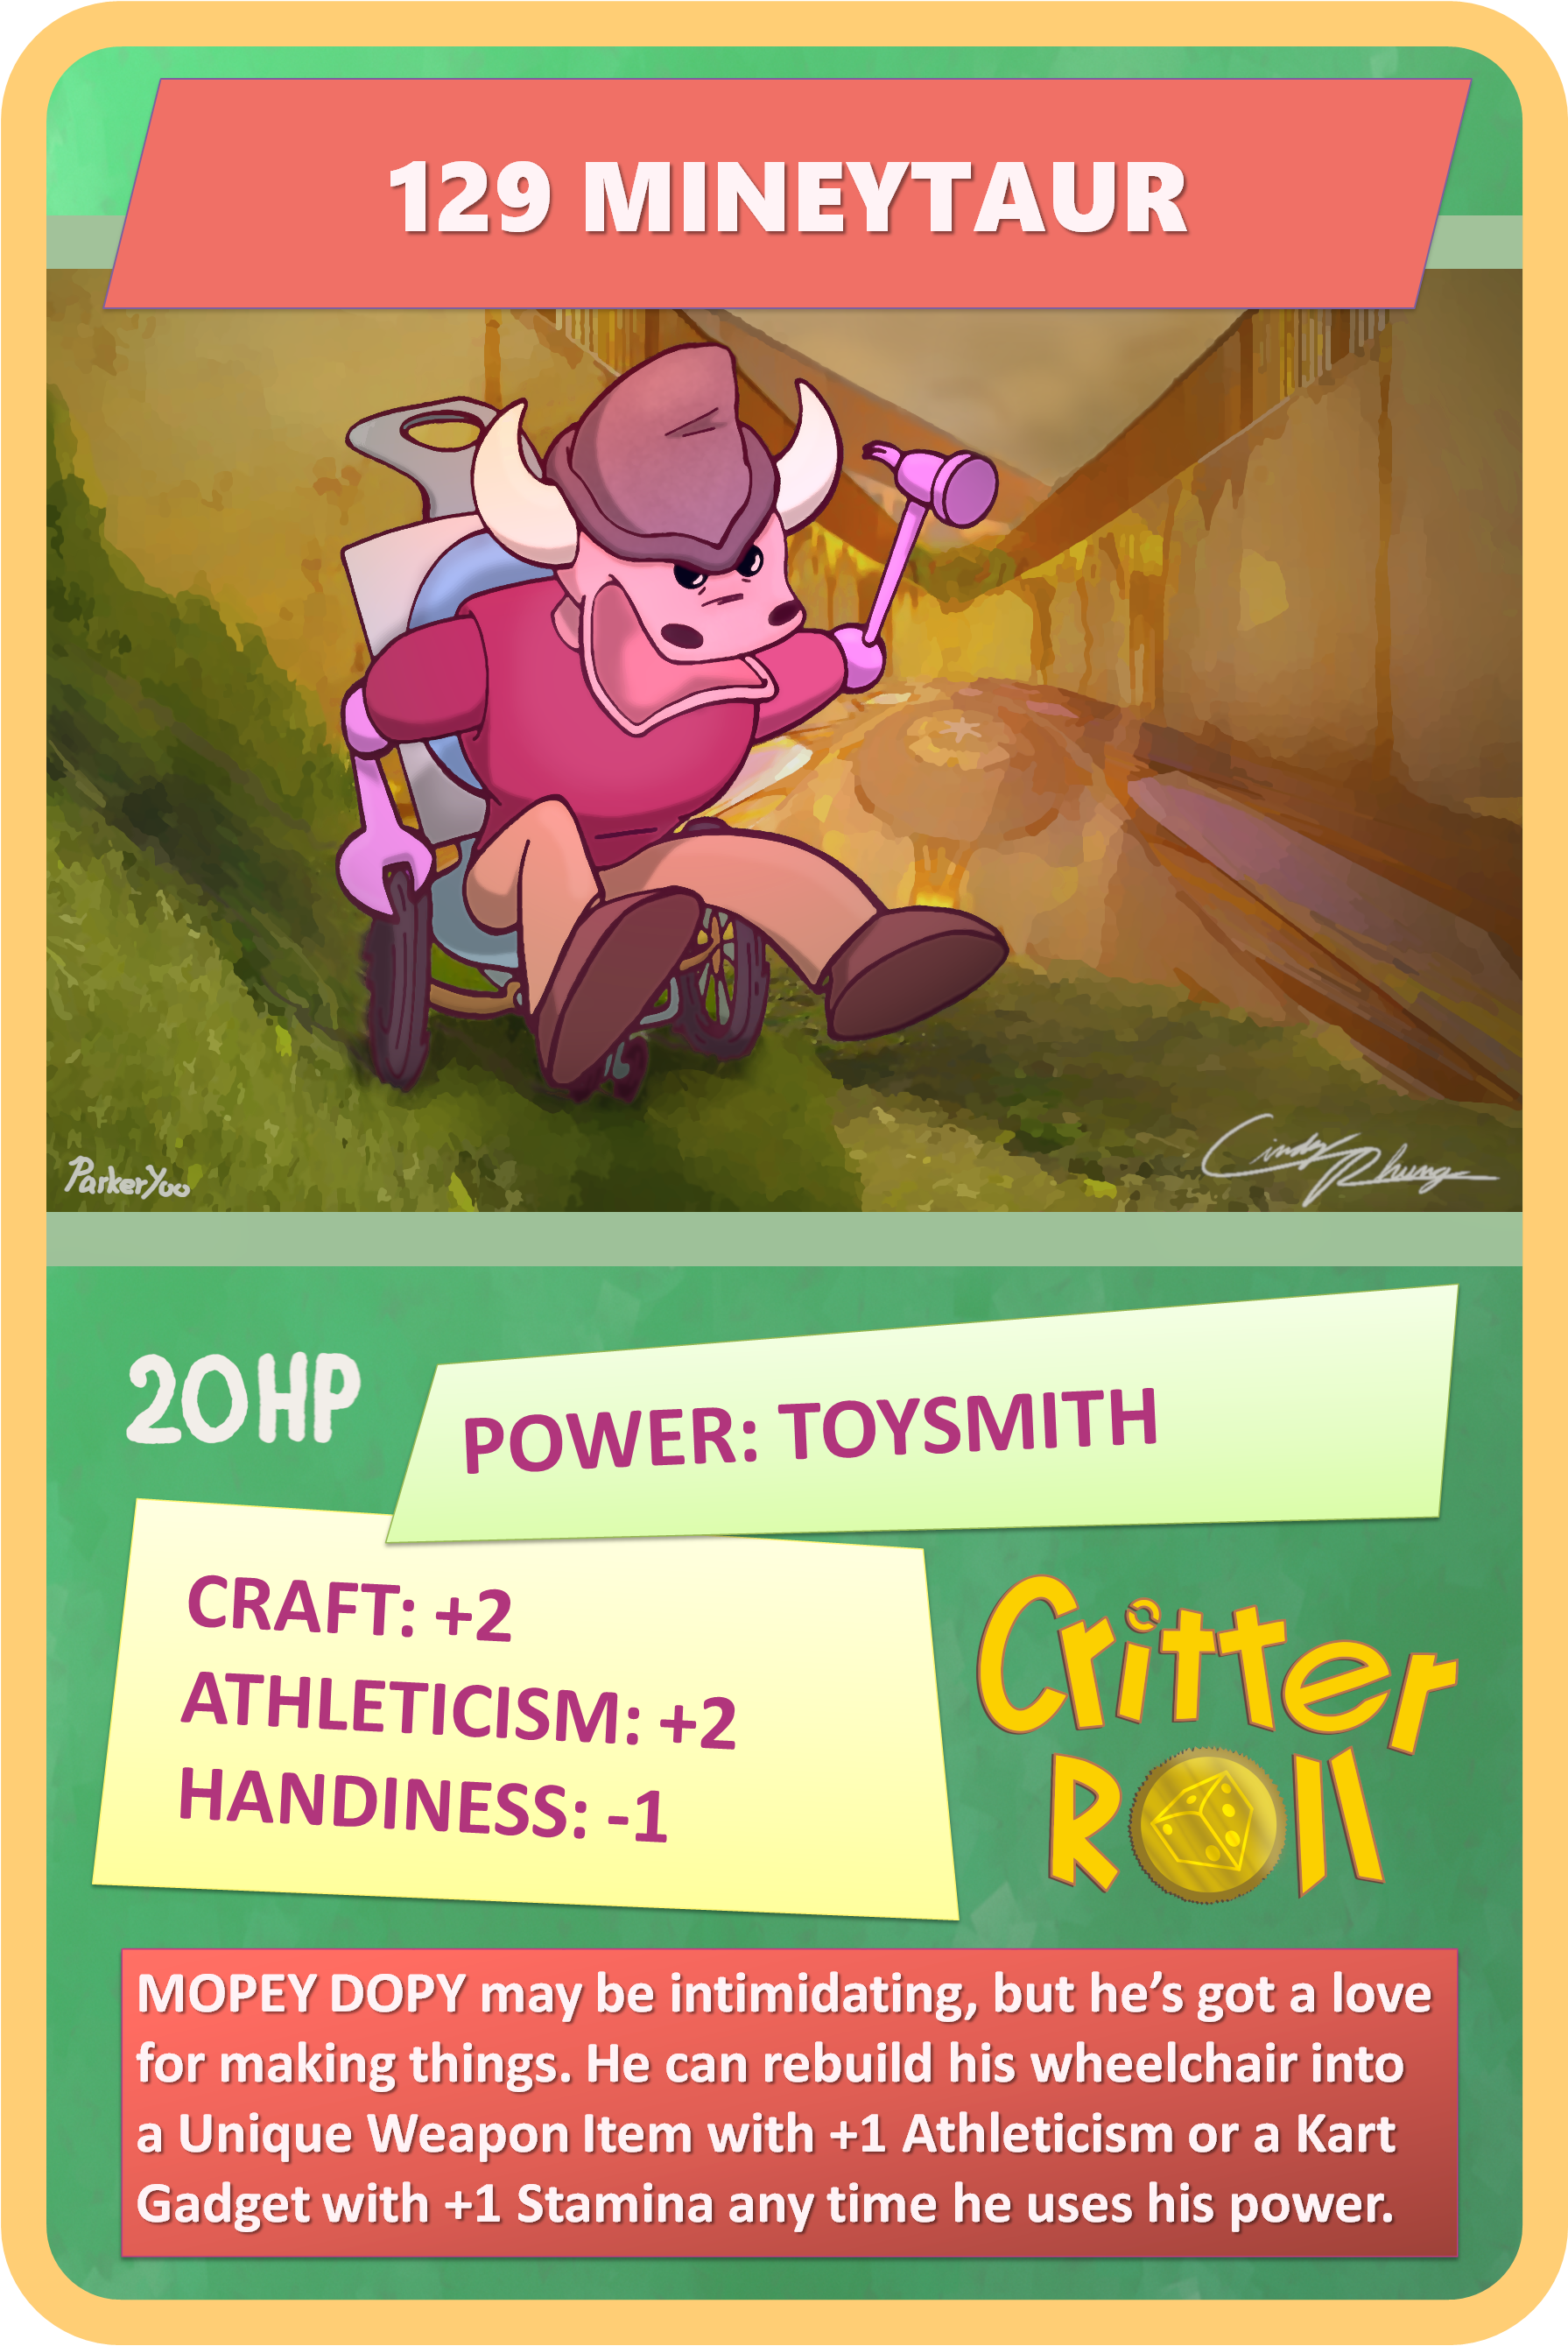 129 MINEYTAUR
ParkerYoo
Cindy Phung
20HP
POWER: TOYSMITH
CRAFT: +2
ATHLETICISM: +2
HANDINESS: -1
Critter
Roll
MOPEY DOPY may be intimidating, but he’s got a love
for making things. He can rebuild his wheelchair into
a Unique Weapon Item with +1 Athleticism or a Kart
Gadget with +1 Stamina any time he uses his power.